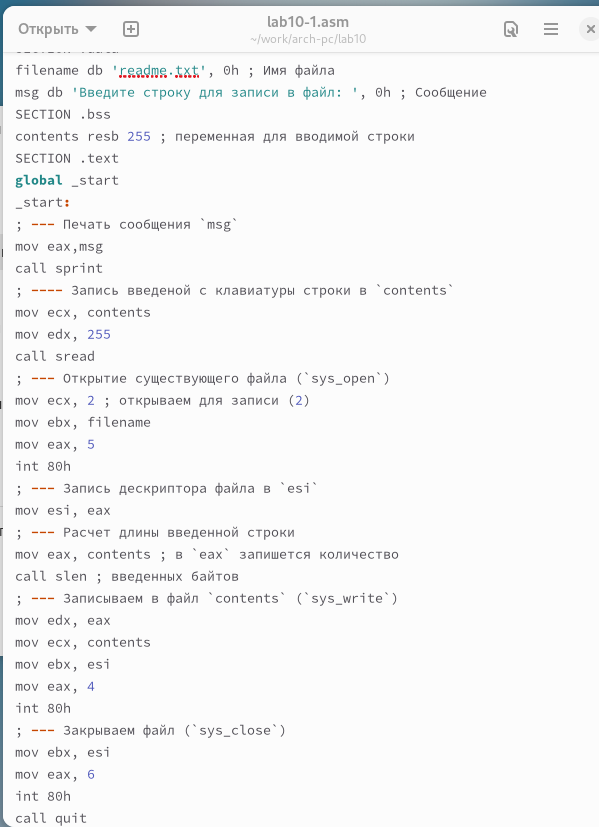 Открыть
lab10-1.asm
~/work/arch-pc/lab10
filename db 'readme.txt', 0h ; Имя файла
msg db 'Введите строку для записи в файл: ', 0h ; Сообщение
SECTION .bss
contents resb 255 ; переменная для вводимой строки
SECTION .text
global _start
_start:
; --- Печать сообщения `msg`
mov eax,msg
call sprint
; ---- Запись введеной с клавиатуры строки в `contents`
mov ecx, contents
mov edx, 255
call sread
; --- Открытие существующего файла (`sys_open`)
mov ecx, 2 ; открываем для записи (2)
mov ebx, filename
mov eax, 5
int 80h
; --- Запись дескриптора файла в `esi`
mov esi, eax
; --- Расчет длины введенной строки
mov eax, contents ; в `eax` запишется количество
call slen ; введенных байтов
; --- Записываем в файл `contents` (`sys_write`)
mov edx, eax
mov ecx, contents
mov ebx, esi
mov eax, 4
int 80h
; --- Закрываем файл (`sys_close`)
mov ebx, esi
mov eax, 6
int 80h
call quit